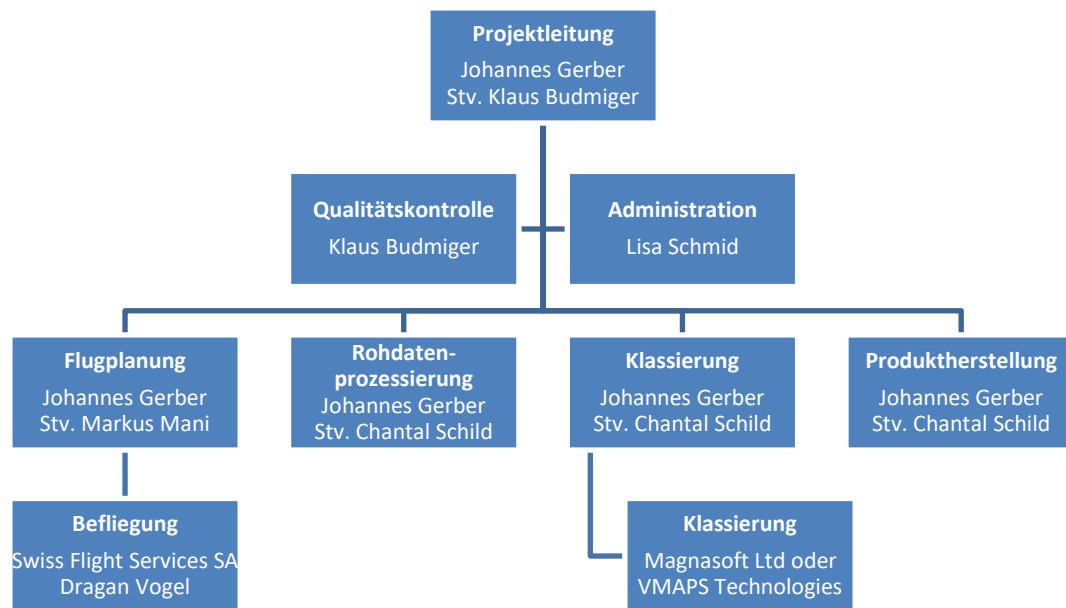 Projektleitung
Johannes Gerber
Stv. Klaus Budmiger
Qualitätskontrolle
Klaus Budmiger
Administration
Lisa Schmid
Flugplanung
Johannes Gerber
Stv. Markus Mani
Rohdaten-
prozessierung
Johannes Gerber
Stv. Chantal Schild
Klassierung
Johannes Gerber
Stv. Chantal Schild
Produktherstellung
Johannes Gerber
Stv. Chantal Schild
Befliegung
Swiss Flight Services SA
Dragan Vogel
Klassierung
Magnasoft Ltd oder
VMAPS Technologies